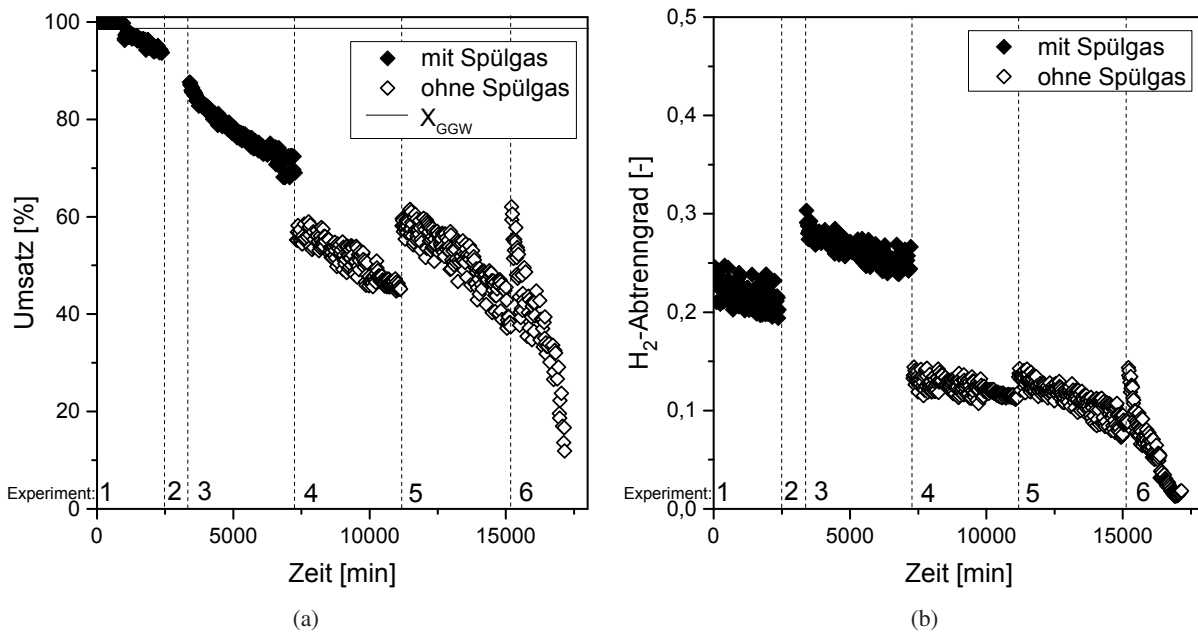 100
80
60
40
20
0
Umsatz [%]
mit Spülgas
ohne Spülgas
X_GGW
Experiment: 1 2 3 4 5 6
0 5000 10000 15000
Zeit [min]
(a)
0,5
0,4
0,3
0,2
0,1
0,0
H₂-Abtrengrad [-]
mit Spülgas
ohne Spülgas
Experiment: 1 2 3 4 5 6
0 5000 10000 15000
Zeit [min]
(b)